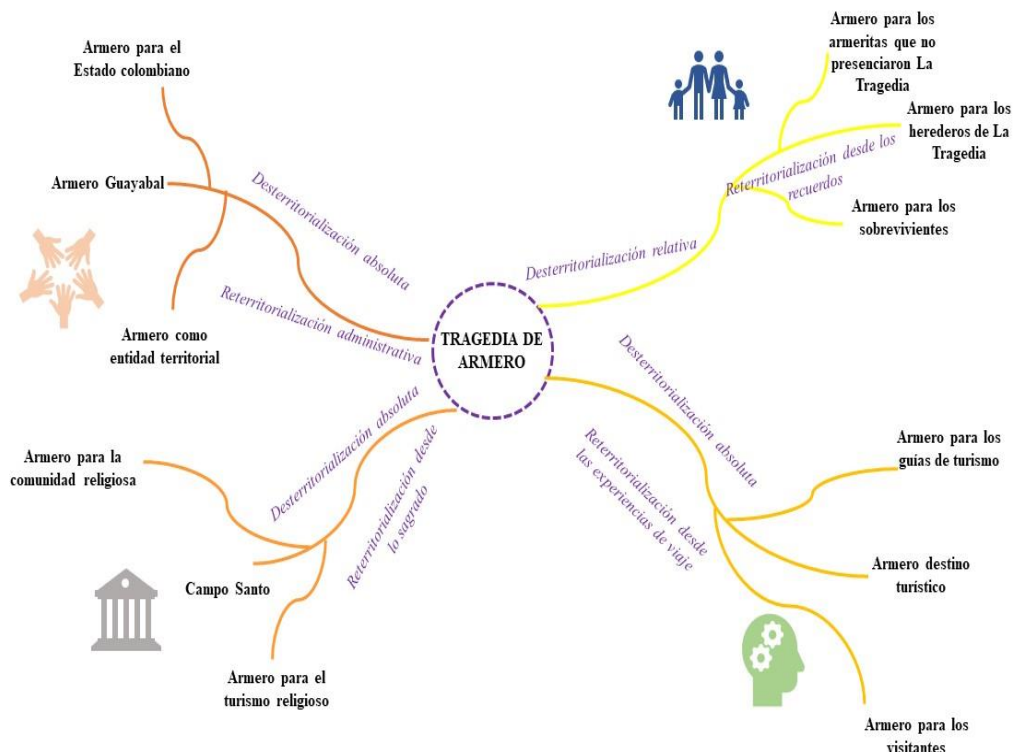 Armero para el
Estado colombiano
Armero Guayabal
Armero como
entidad territorial
Desterritorialización absoluta
Reterritorialización administrativa
Armero para los
armeritas que no
presenciaron La
Tragedia
Armero para los
herederos de La
Tragedia
Reterritorialización desde los
recuerdos
Armero para los
sobrevivientes
Desterritorialización relativa
TRAGEDIA DE
ARMERO
Desterritorialización absoluta
Reterritorialización desde
lo sagrado
Armero para la
comunidad religiosa
Campo Santo
Armero para el
turismo religioso
Desterritorialización absoluta
Reterritorialización desde
las experiencias de viaje
Armero para los
guías de turismo
Armero destino
turístico
Armero para los
visitantes